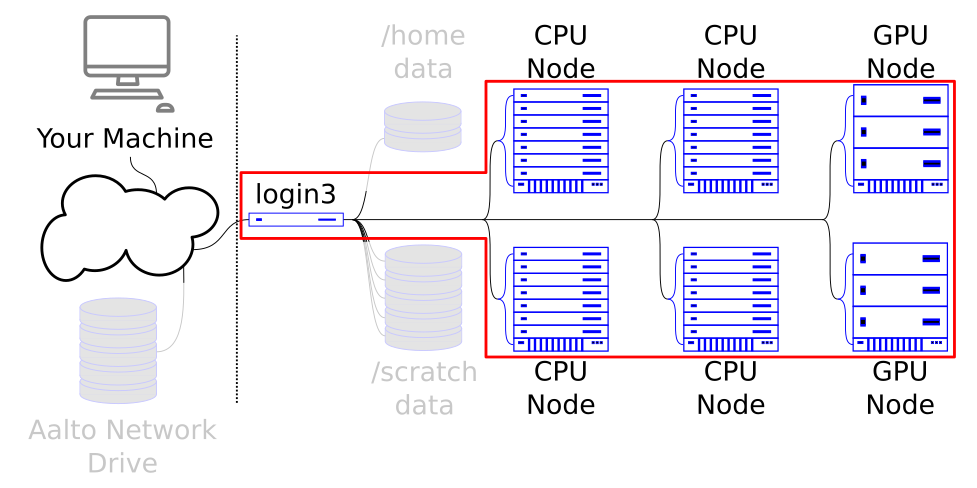 /home
data
CPU
Node
CPU
Node
GPU
Node
Your Machine
login3
/scratch
data
CPU
Node
CPU
Node
GPU
Node
Aalto Network
Drive